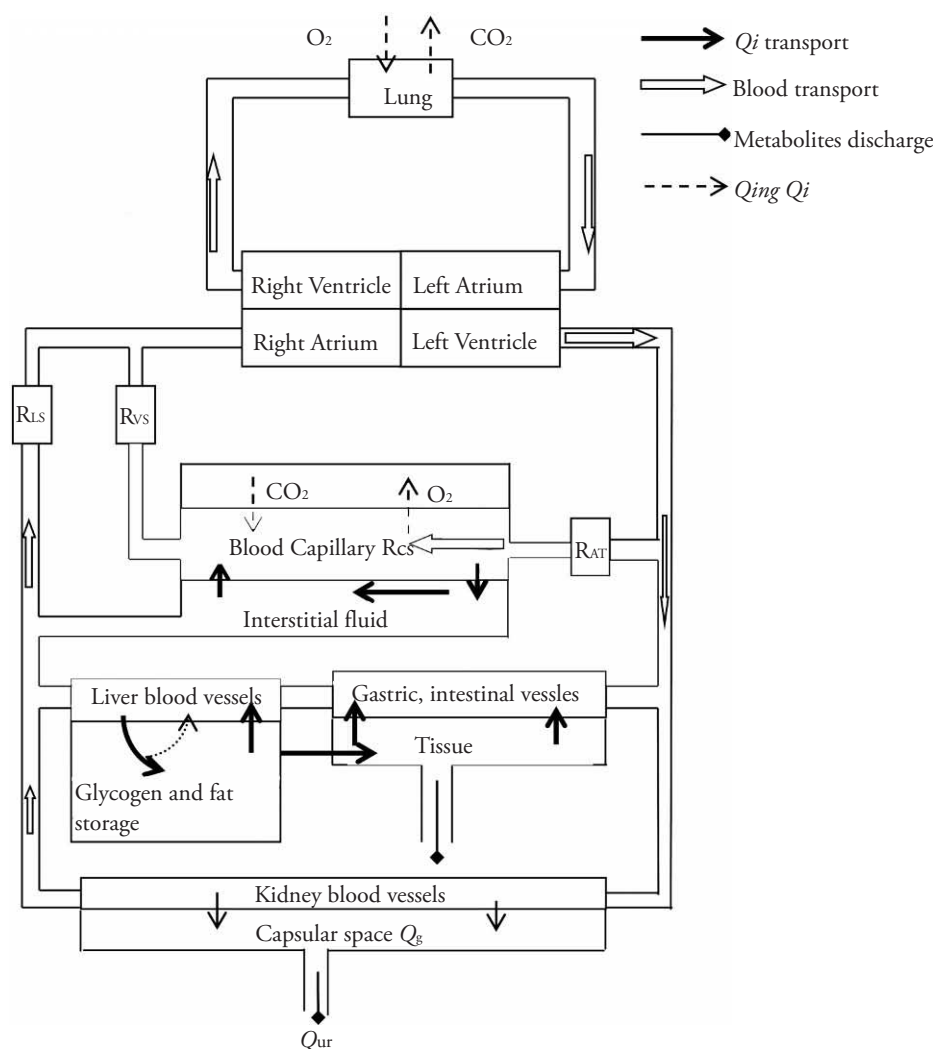 O2
CO2
Lung
Qi transport
Blood transport
Metabolites discharge
Qing Qi
Right Ventricle
Left Atrium
Right Atrium
Left Ventricle
RLS
RVS
CO2
O2
Blood Capillary Rcs
RAT
Interstitial fluid
Liver blood vessels
Gastric, intestinal vessles
Tissue
Glycogen and fat
storage
Kidney blood vessels
Capsular space Qg
Qur